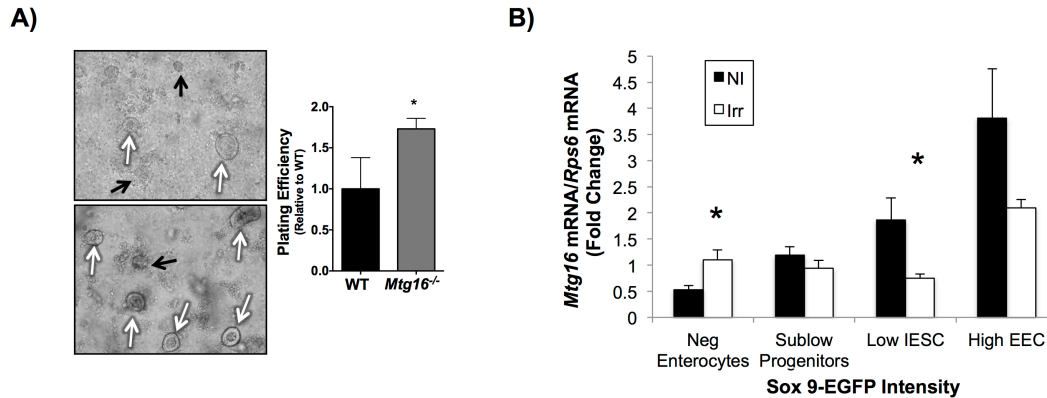 A)
2.0
1.5
1.0
0.5
0.0
Plating Efficiency
(Relative to WT)
*
WT
Mtg16-/-
B)
5
4.5
4
3.5
3
2.5
2
1.5
1
0.5
0
Mtg16 mRNA/Rps6 mRNA
(Fold Change)
NI
Irr
*
*
Neg
Enterocytes
Sublow
Progenitors
Low IESC
High EEC
Sox 9-EGFP Intensity